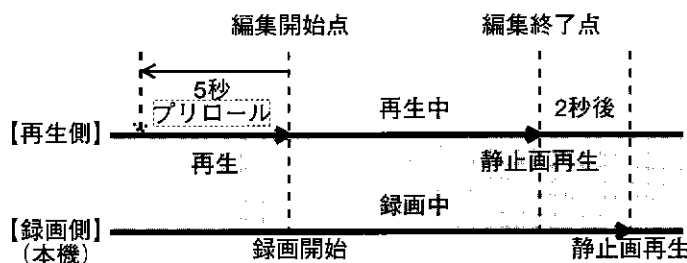 編集開始点 編集終了点
5秒
プリロール 再生中 2秒後
【再生側】
再生 静止画再生
録画中
【録画側】
（本機） 録画開始 静止画再生